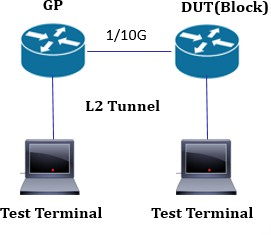 GP
DUT(Block)
1/10G
L2 Tunnel
Test Terminal
Test Terminal